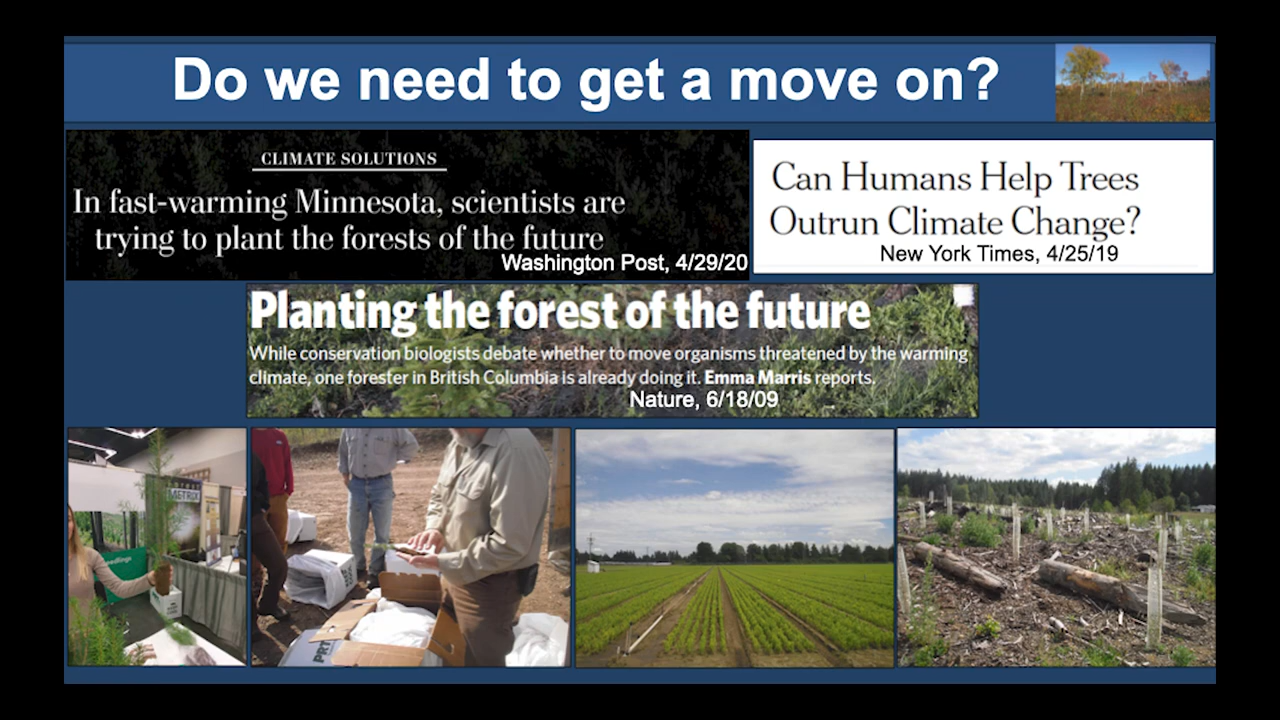 Do we need to get a move on?
CLIMATE SOLUTIONS
In fast-warming Minnesota, scientists are
trying to plant the forests of the future
Washington Post, 4/29/20
Can Humans Help Trees
Outrun Climate Change?
New York Times, 4/25/19
Planting the forest of the future
While conservation biologists debate whether to move organisms threatened by the warming
climate, one forester in British Columbia is already doing it. Emma Marris reports.
Nature, 6/18/09
METRIX
PRT
PRT